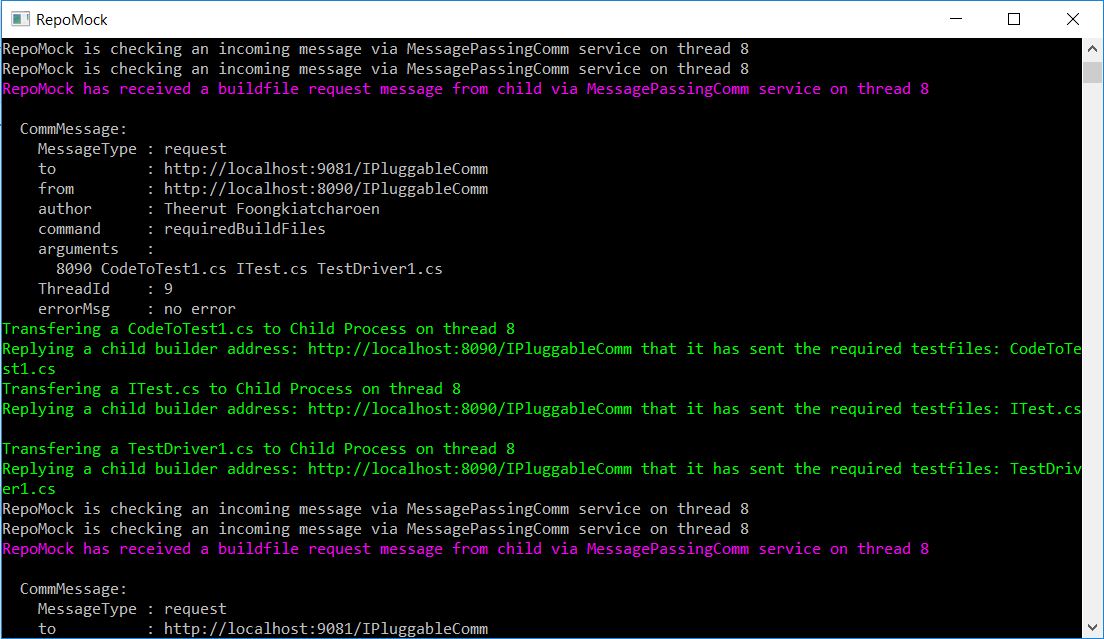 RepoMock
RepoMock is checking an incoming message via MessagePassingComm service on thread 8
RepoMock is checking an incoming message via MessagePassingComm service on thread 8
RepoMock has received a buildfile request message from child via MessagePassingComm service on thread 8
CommMessage:
MessageType : request
to : http://localhost:9081/IPluggableComm
from : http://localhost:8090/IPluggableComm
author : Theerut Foongkiatcharoen
command : requiredBuildFiles
arguments :
8090 CodeToTest1.cs ITest.cs TestDriver1.cs
ThreadId : 9
errorMsg : no error
Transfering a CodeToTest1.cs to Child Process on thread 8
Replying a child builder address: http://localhost:8090/IPluggableComm that it has sent the required testfiles: CodeToTe
st1.cs
Transfering a ITest.cs to Child Process on thread 8
Replying a child builder address: http://localhost:8090/IPluggableComm that it has sent the required testfiles: ITest.cs
Transfering a TestDriver1.cs to Child Process on thread 8
Replying a child builder address: http://localhost:8090/IPluggableComm that it has sent the required testfiles: TestDriv
er1.cs
RepoMock is checking an incoming message via MessagePassingComm service on thread 8
RepoMock is checking an incoming message via MessagePassingComm service on thread 8
RepoMock has received a buildfile request message from child via MessagePassingComm service on thread 8
CommMessage:
MessageType : request
to : http://localhost:9081/IPluggableComm